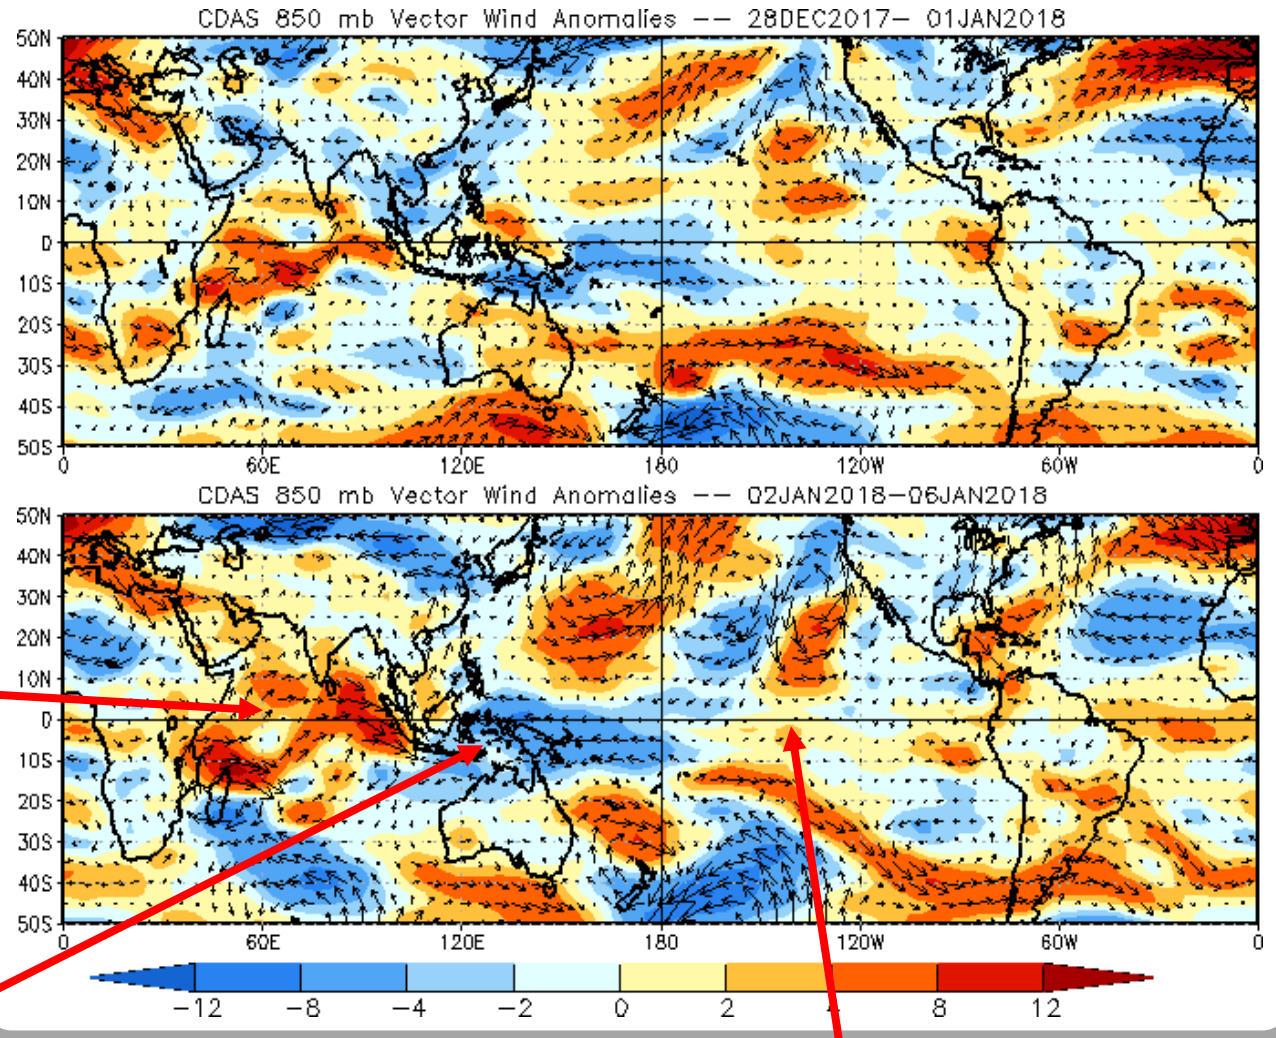 CDAS 850 mb Vector Wind Anomalies -- 28DEC2017- 01JAN2018
50N
40N
30N
20N
10N
0
10S
20S
30S
40S
50S
0 60E 120E 180 120W 60W 0
CDAS 850 mb Vector Wind Anomalies -- 02JAN2018-06JAN2018
50N
40N
30N
20N
10N
0
10S
20S
30S
40S
50S
0 60E 120E 180 120W 60W 0
-12 -8 -4 -2 0 2 8 12